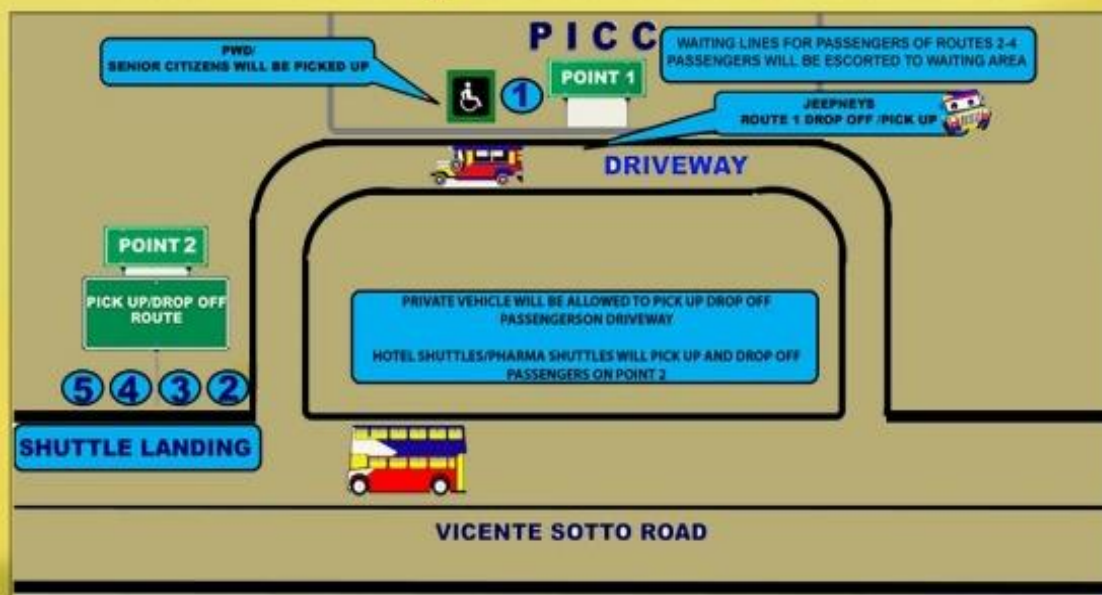 PICC
PWD/
SENIOR CITIZENS WILL BE PICKED UP
1
POINT 1
WAITING LINES FOR PASSENGERS OF ROUTES 2-4
PASSENGERS WILL BE ESCORTED TO WAITING AREA
JEEPNEYS
ROUTE 1 DROP OFF /PICK UP
DRIVEWAY
POINT 2
PICK UP/DROP OFF
ROUTE
PRIVATE VEHICLE WILL BE ALLOWED TO PICK UP DROP OFF
PASSENGERSON DRIVEWAY
HOTEL SHUTTLES/PHARMA SHUTTLES WILL PICK UP AND DROP OFF
PASSENGERS ON POINT 2
5 4 3 2
SHUTTLE LANDING
VICENTE SOTTO ROAD